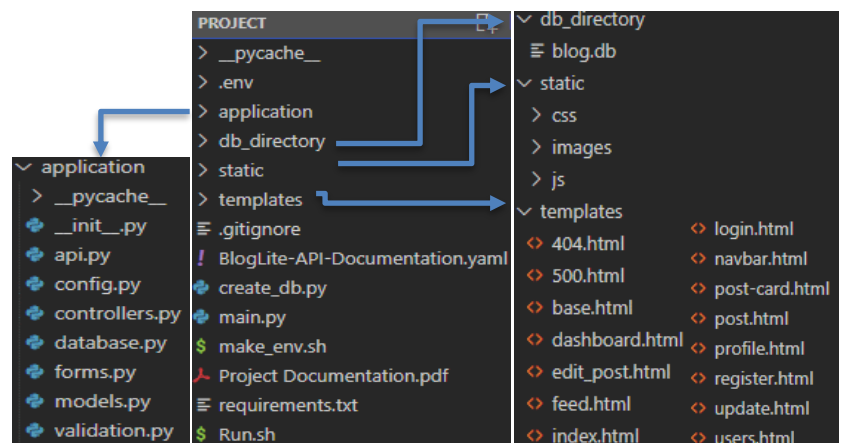 application
__pycache__
__init__.py
api.py
config.py
controllers.py
database.py
forms.py
models.py
validation.py
PROJECT
__pycache__
.env
application
db_directory
static
templates
.gitignore
BlogLite-API-Documentation.yaml
create_db.py
main.py
make_env.sh
Project Documentation.pdf
requirements.txt
Run.sh
db_directory
blog.db
static
css
images
js
templates
404.html
500.html
base.html
dashboard.html
edit_post.html
feed.html
index.html
login.html
navbar.html
post-card.html
post.html
profile.html
register.html
update.html
users.html